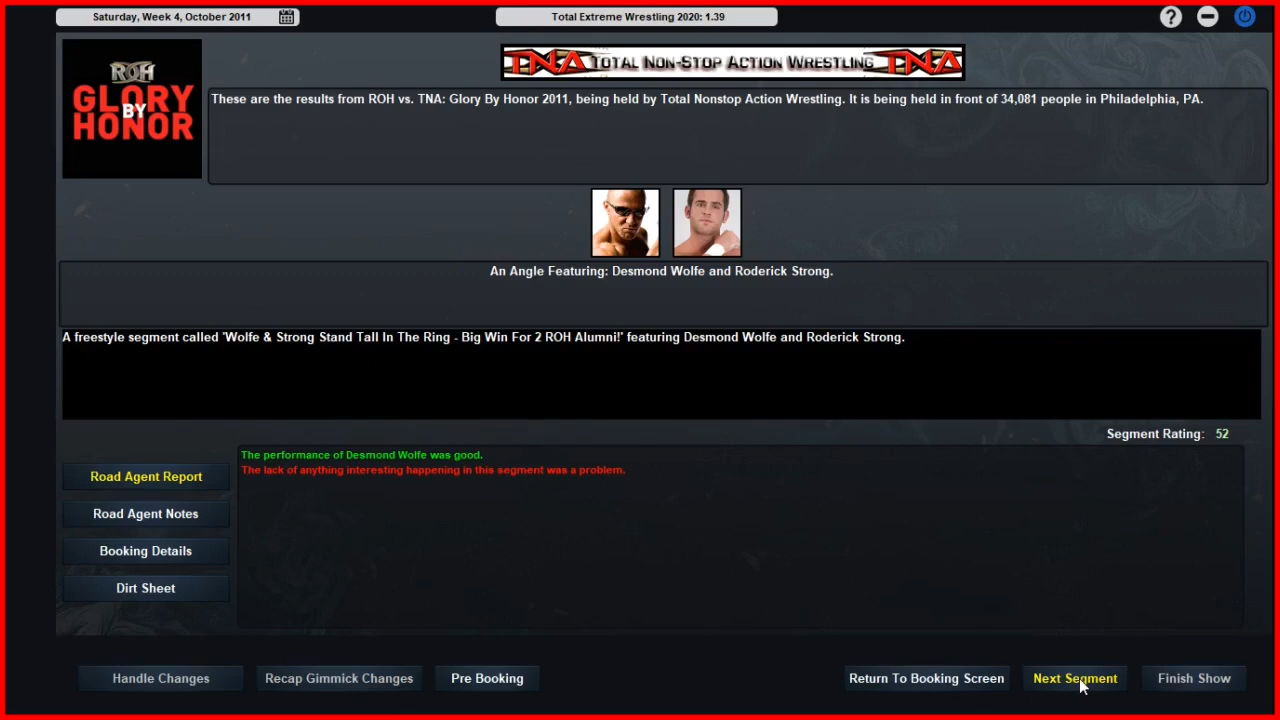 Saturday, Week 4, October 2011
Total Extreme Wrestling 2020: 1.39
?
ROH
GLORY
BY
HONOR
TNA TOTAL NON-STOP ACTION WRESTLING TNA
These are the results from ROH vs. TNA: Glory By Honor 2011, being held by Total Nonstop Action Wrestling. It is being held in front of 34,081 people in Philadelphia, PA.
An Angle Featuring: Desmond Wolfe and Roderick Strong.
A freestyle segment called 'Wolfe & Strong Stand Tall In The Ring - Big Win For 2 ROH Alumni!' featuring Desmond Wolfe and Roderick Strong.
Segment Rating: 52
The performance of Desmond Wolfe was good.
The lack of anything interesting happening in this segment was a problem.
Road Agent Report
Road Agent Notes
Booking Details
Dirt Sheet
Handle Changes
Recap Gimmick Changes
Pre Booking
Return To Booking Screen
Next Segment
Finish Show